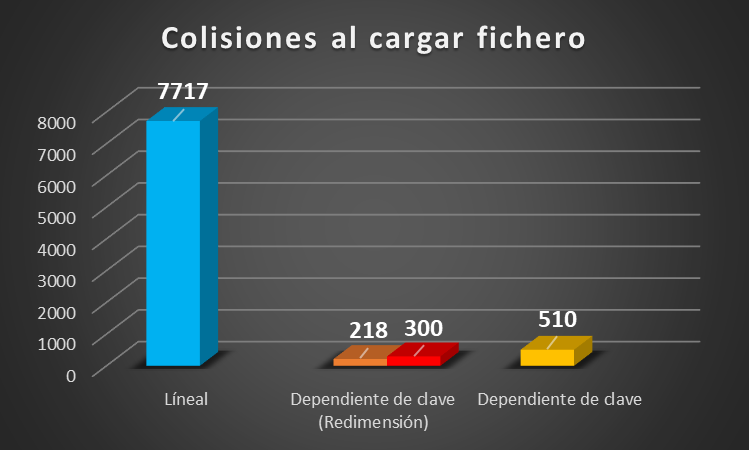 Colisiones al cargar fichero
7717
8000
7000
6000
5000
4000
3000
2000
1000
0
218
300
510
Líneal
Dependiente de clave
(Redimensión)
Dependiente de clave